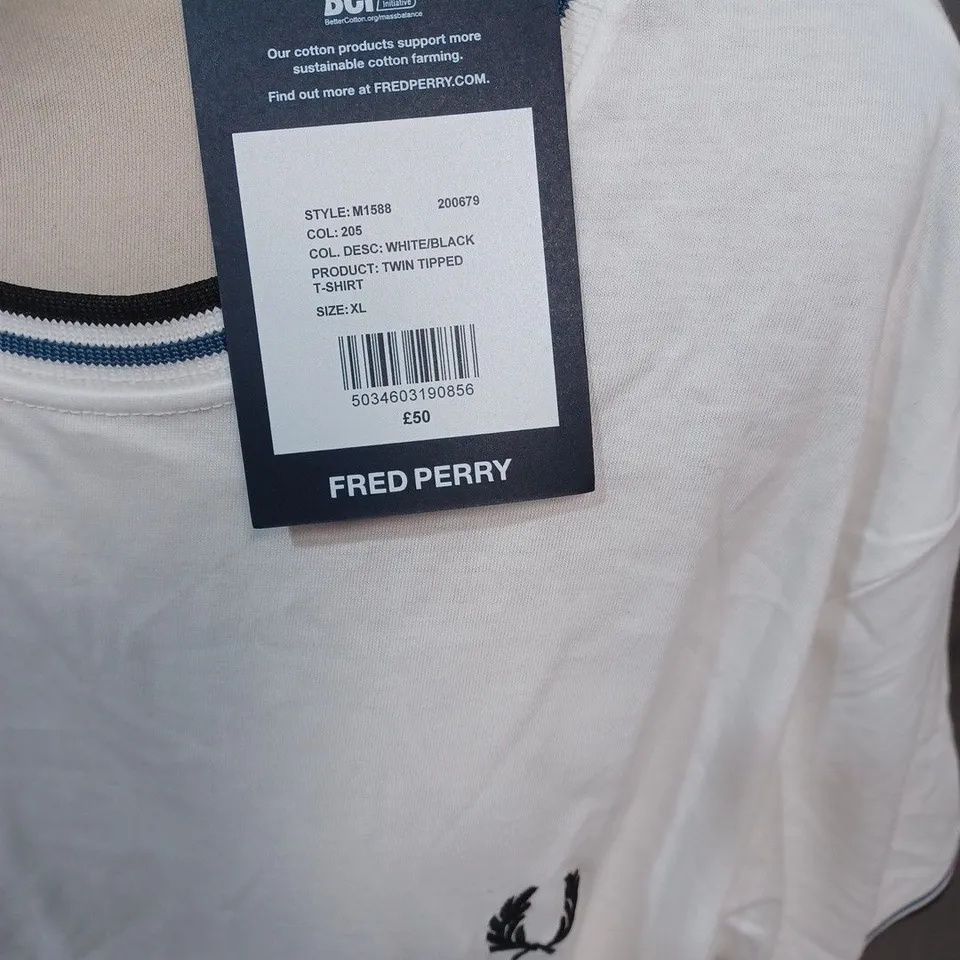 BCI Initiative
BetterCotton.org/massbalance
Our cotton products support more
sustainable cotton farming.
Find out more at FREDPERRY.COM.
STYLE: M1588 200679
COL: 205
COL. DESC: WHITE/BLACK
PRODUCT: TWIN TIPPED
T-SHIRT
SIZE: XL
5034603190856
£50
FRED PERRY